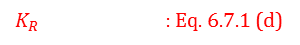 K_R : Eq. 6.7.1 (d)